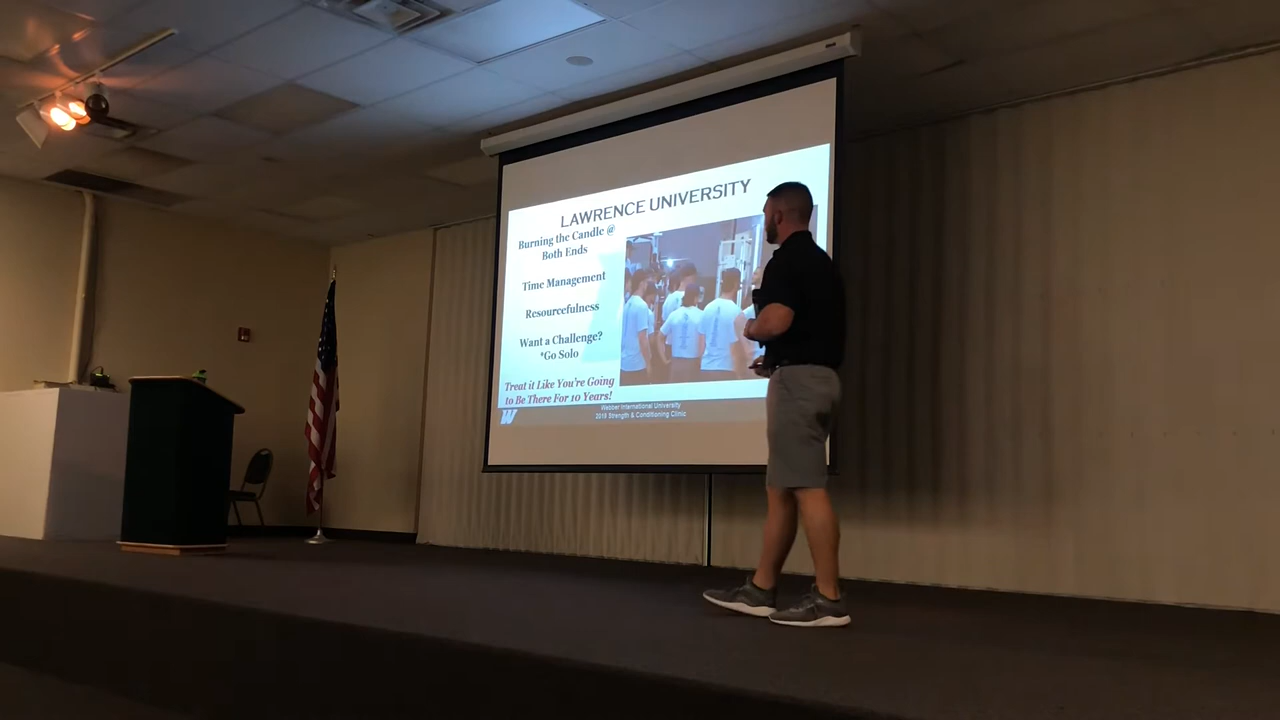 LAWRENCE UNIVERSITY
Burning the Candle @
Both Ends
Time Management
Resourcefulness
Want a Challenge?
*Go Solo
Treat it Like You're Going
to Be There For 10 Years!
W
Webber International University
2019 Strength & Conditioning Clinic